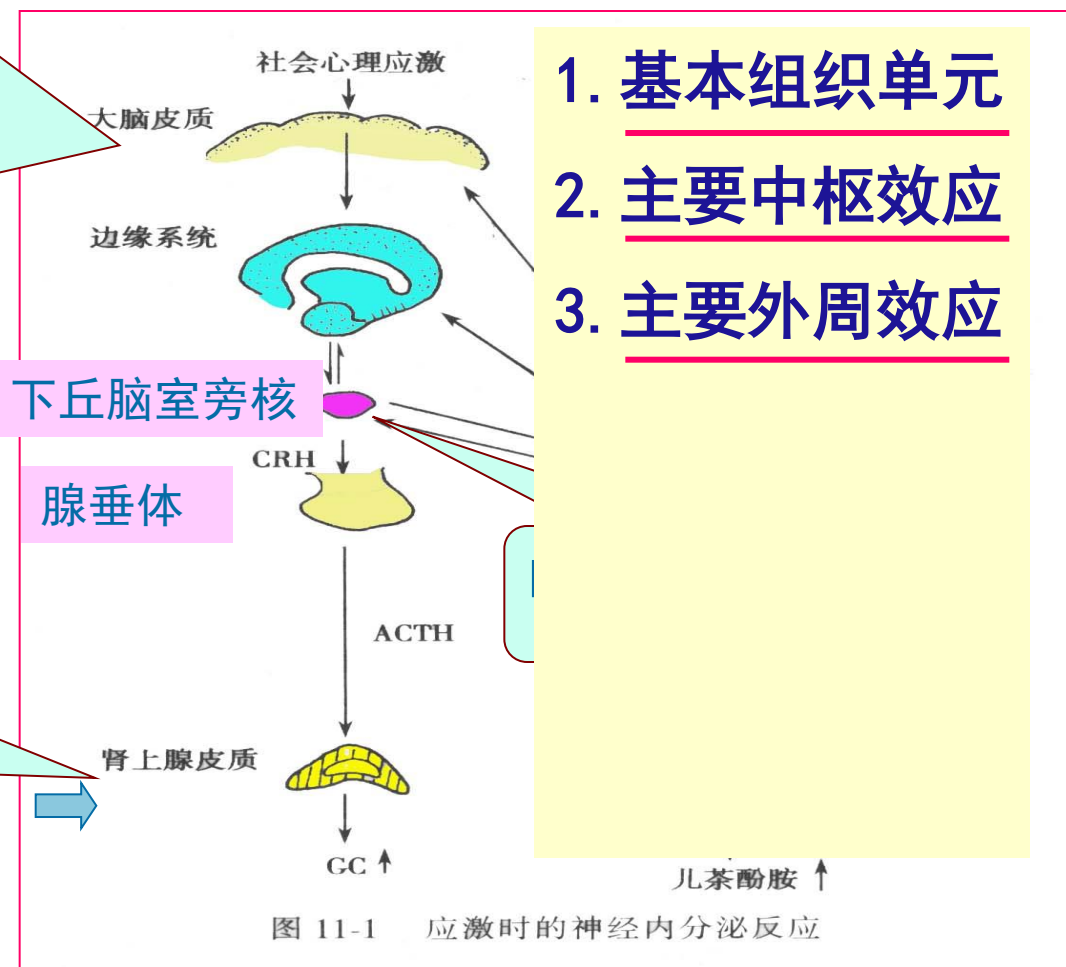 社会心理应激
大脑皮质
边缘系统
下丘脑室旁核
CRH
腺垂体
ACTH
肾上腺皮质
GC
1. 基本组织单元
2. 主要中枢效应
3. 主要外周效应
儿茶酚胺
图 11-1 应激时的神经内分泌反应